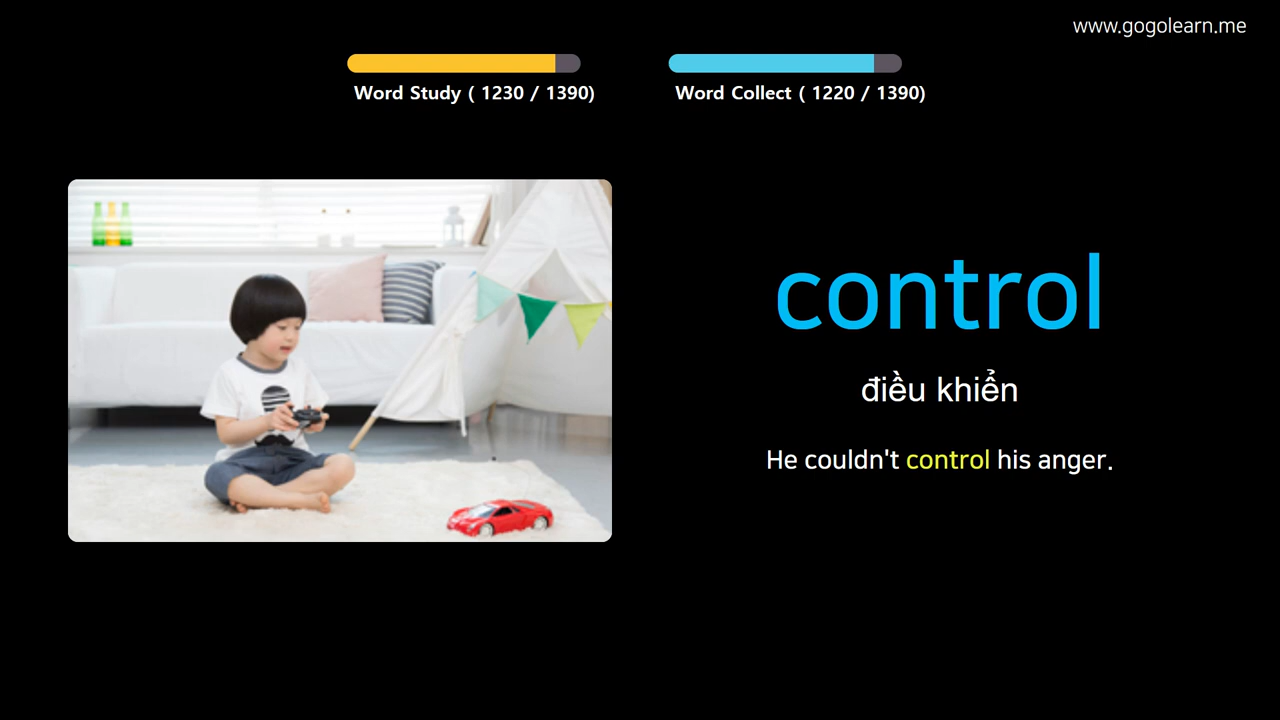 www.gogolearn.me
Word Study ( 1230 / 1390)
Word Collect ( 1220 / 1390)
control
điều khiển
He couldn't control his anger.